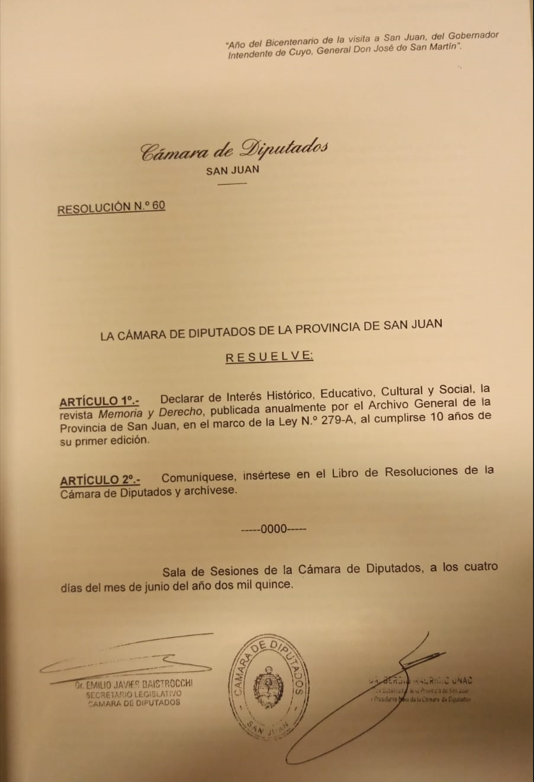 "Año del Bicentenario de la visita a San Juan, del Gobernador
Intendente de Cuyo, General Don José de San Martín".
Cámara de Diputados
SAN JUAN
RESOLUCIÓN N.º 60
LA CÁMARA DE DIPUTADOS DE LA PROVINCIA DE SAN JUAN
R E S U E L V E:
ARTÍCULO 1º.- Declarar de Interés Histórico, Educativo, Cultural y Social, la
revista Memoria y Derecho, publicada anualmente por el Archivo General de la
Provincia de San Juan, en el marco de la Ley N.º 279-A, al cumplirse 10 años de
su primer edición.
ARTÍCULO 2º.- Comuníquese, insértese en el Libro de Resoluciones de la
Cámara de Diputados y archívese.
-----0000-----
Sala de Sesiones de la Cámara de Diputados, a los cuatro
días del mes de junio del año dos mil quince.
Dr. EMILIO JAVIER BAISTROCCHI
SECRETARIO LEGISLATIVO
CAMARA DE DIPUTADOS
CAMARA DE DIPUTADOS
SAN JUAN
SERGIO MAURICIO UÑAC
de la Provincia de San Juan
de la Cámara de Diputados